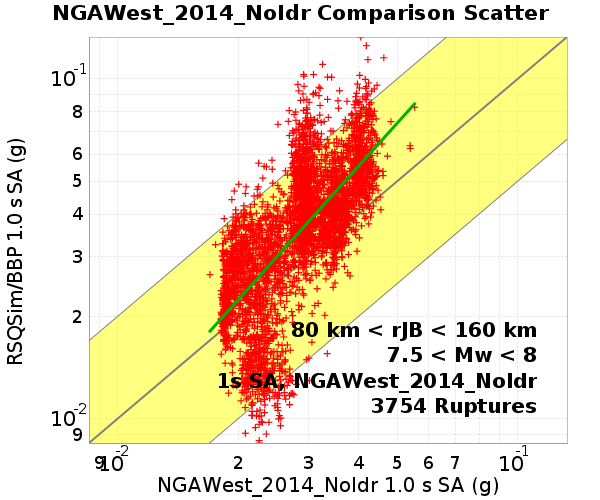 NGAWest_2014_NoIdr Comparison Scatter
10^-1
8
6
5
4
3
2
10^-2
9
RSQSim/BBP 1.0 s SA (g)
80 km < rJB < 160 km
7.5 < Mw < 8
1s SA, NGAWest_2014_NoIdr
3754 Ruptures
9 10^-2 2 3 4 5 6 8 10^-1
NGAWest_2014_NoIdr 1.0 s SA (g)